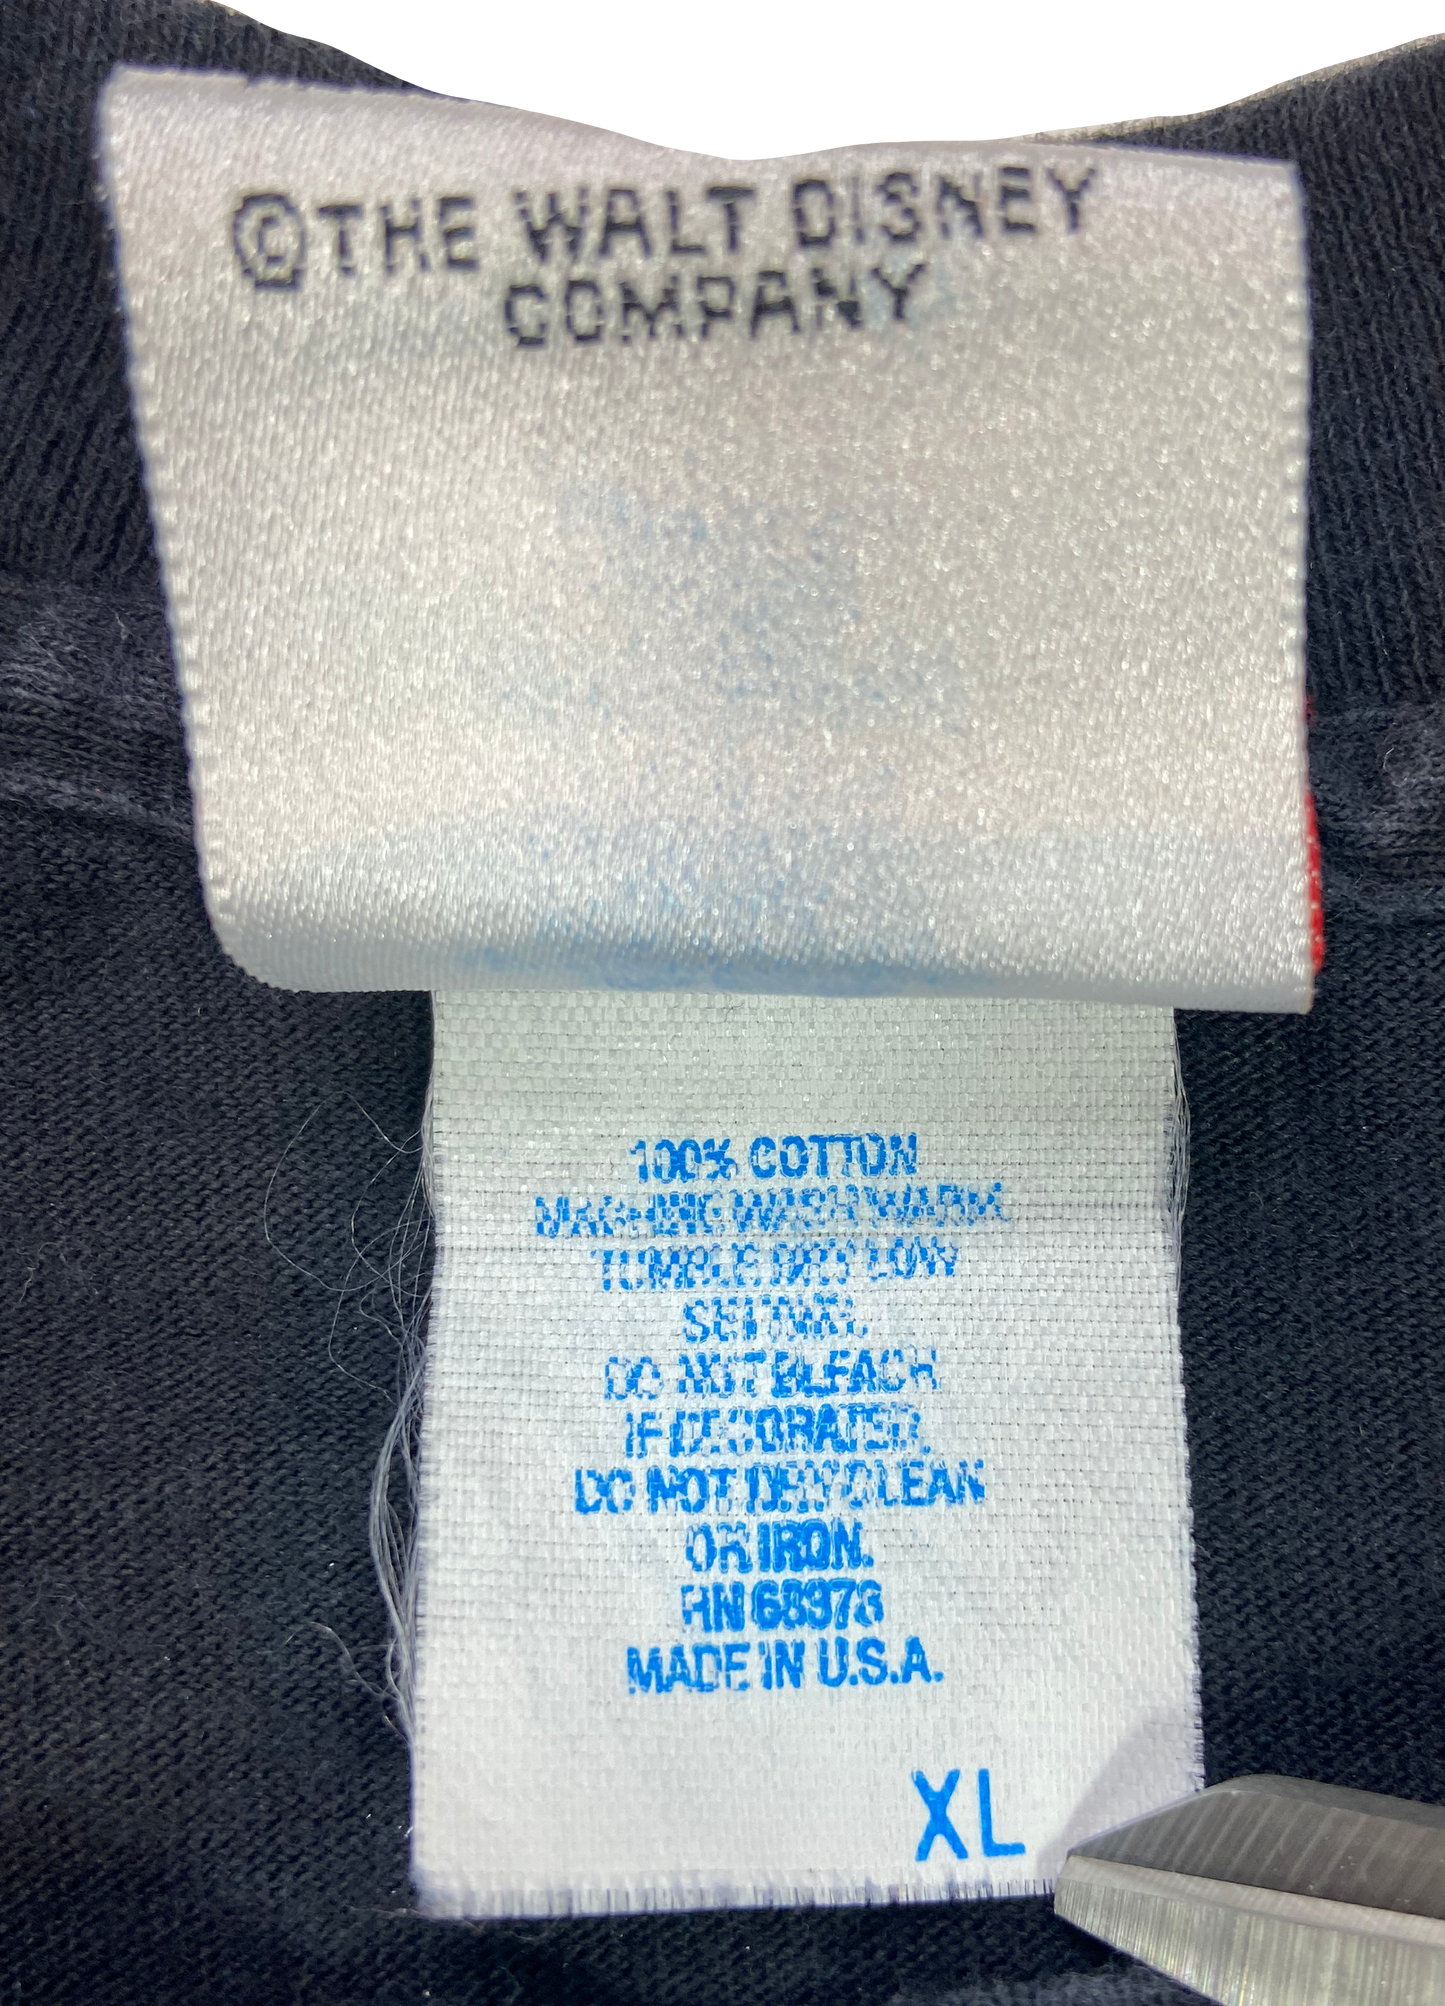 ©THE WALT DISNEY
COMPANY
100% COTTON
MACHINE WASH WARM.
TUMBLE DRY LOW
SETTING.
DO NOT BLEACH
IF DECORATED,
DO NOT DRY CLEAN
OR IRON.
RN 68978
MADE IN U.S.A.
XL